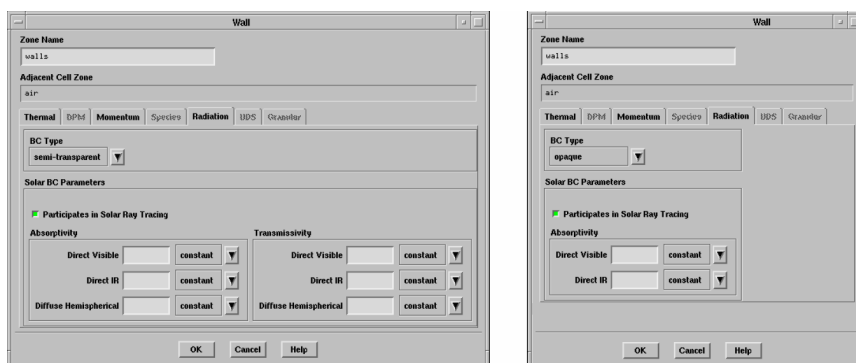 Wall
Zone Name
walls
Adjacent Cell Zone
air
Thermal DPM Momentum Species Radiation UDS Granular
BC Type
semi-transparent
Solar BC Parameters
Participates in Solar Ray Tracing
Absorptivity Transmissivity
Direct Visible constant Direct Visible constant
Direct IR constant Direct IR constant
Diffuse Hemispherical constant Diffuse Hemispherical constant
OK Cancel Help
Wall
Zone Name
walls
Adjacent Cell Zone
air
Thermal DPM Momentum Species Radiation UDS Granular
BC Type
opaque
Solar BC Parameters
Participates in Solar Ray Tracing
Absorptivity
Direct Visible constant
Direct IR constant
OK Cancel Help